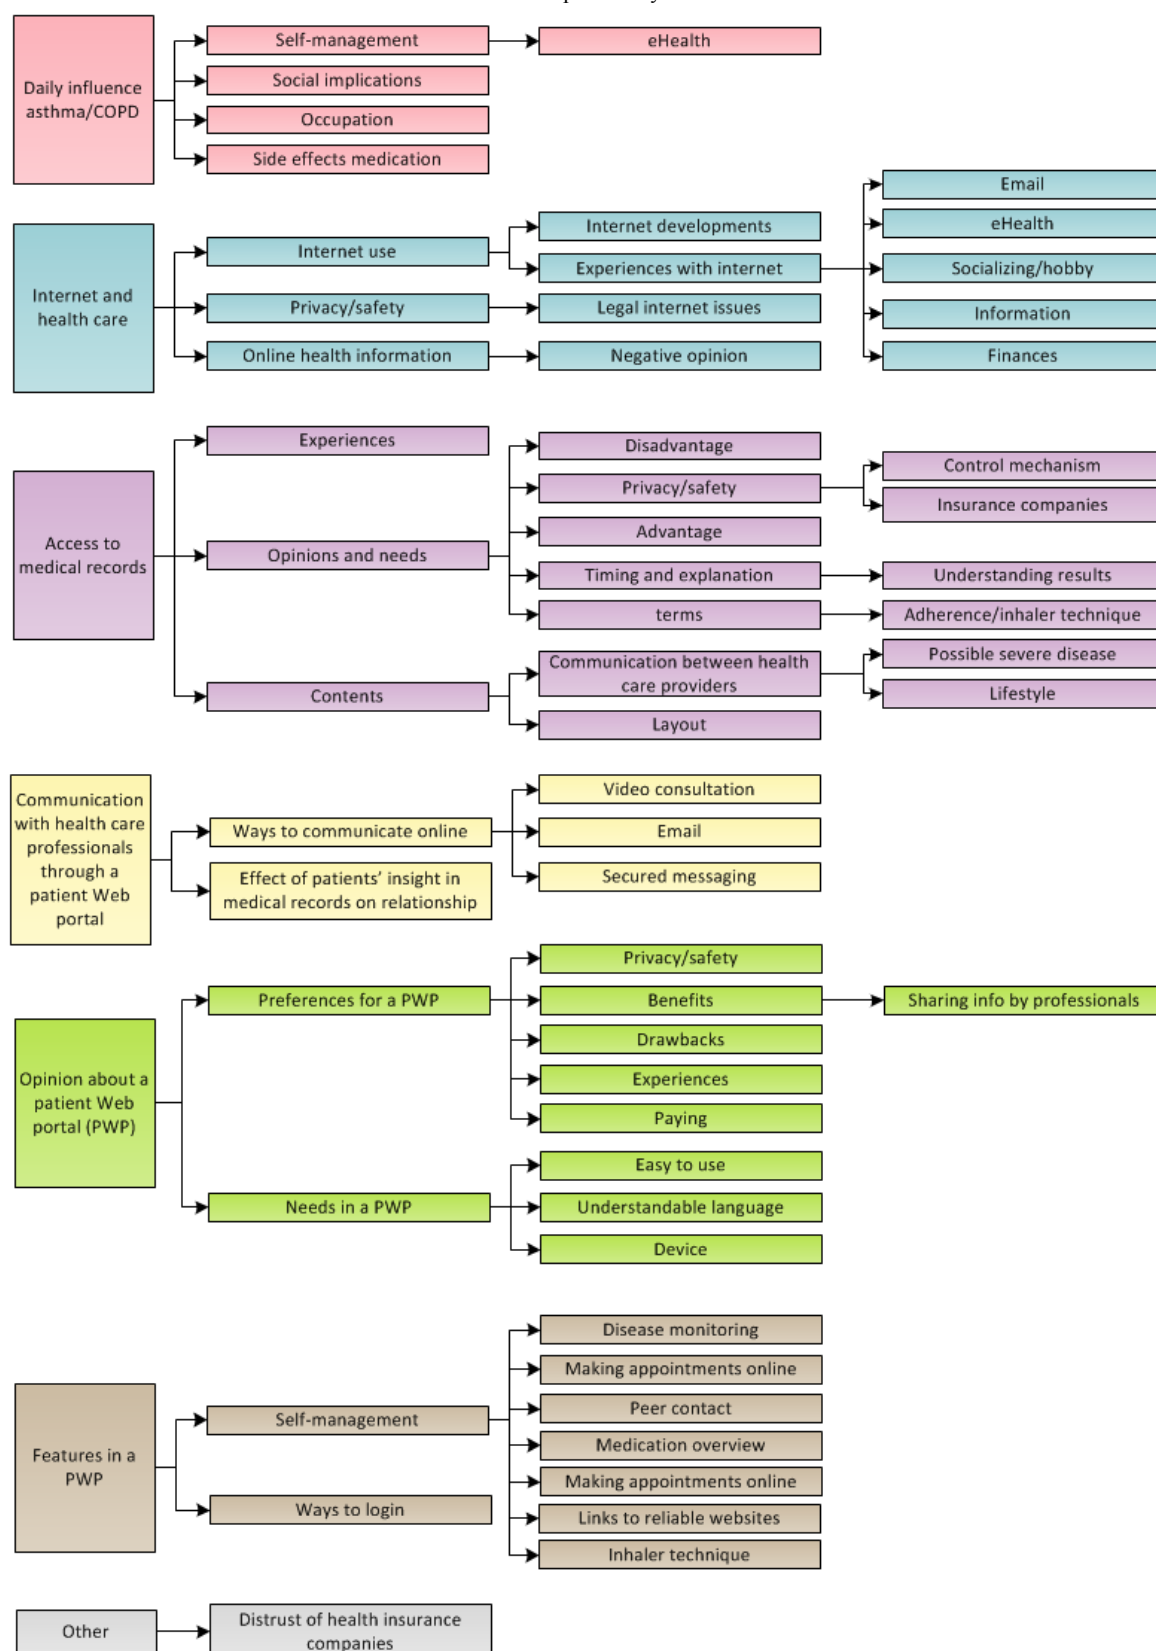 Daily influence
asthma/COPD
Self-management
eHealth
Social implications
Occupation
Side effects medication
Internet and
health care
Internet use
Internet developments
Experiences with internet
Email
eHealth
Socializing/hobby
Information
Finances
Privacy/safety
Legal internet issues
Online health information
Negative opinion
Access to
medical records
Experiences
Opinions and needs
Disadvantage
Privacy/safety
Control mechanism
Insurance companies
Advantage
Timing and explanation
Understanding results
terms
Adherence/inhaler technique
Contents
Communication between health
care providers
Possible severe disease
Lifestyle
Layout
Communication
with health care
professionals
through a
patient Web
portal
Ways to communicate online
Video consultation
Email
Secured messaging
Effect of patients' insight in
medical records on relationship
Opinion about a
patient Web
portal (PWP)
Preferences for a PWP
Privacy/safety
Benefits
Sharing info by professionals
Drawbacks
Experiences
Paying
Needs in a PWP
Easy to use
Understandable language
Device
Features in a
PWP
Self-management
Disease monitoring
Making appointments online
Peer contact
Medication overview
Making appointments online
Links to reliable websites
Inhaler technique
Ways to login
Other
Distrust of health insurance
companies